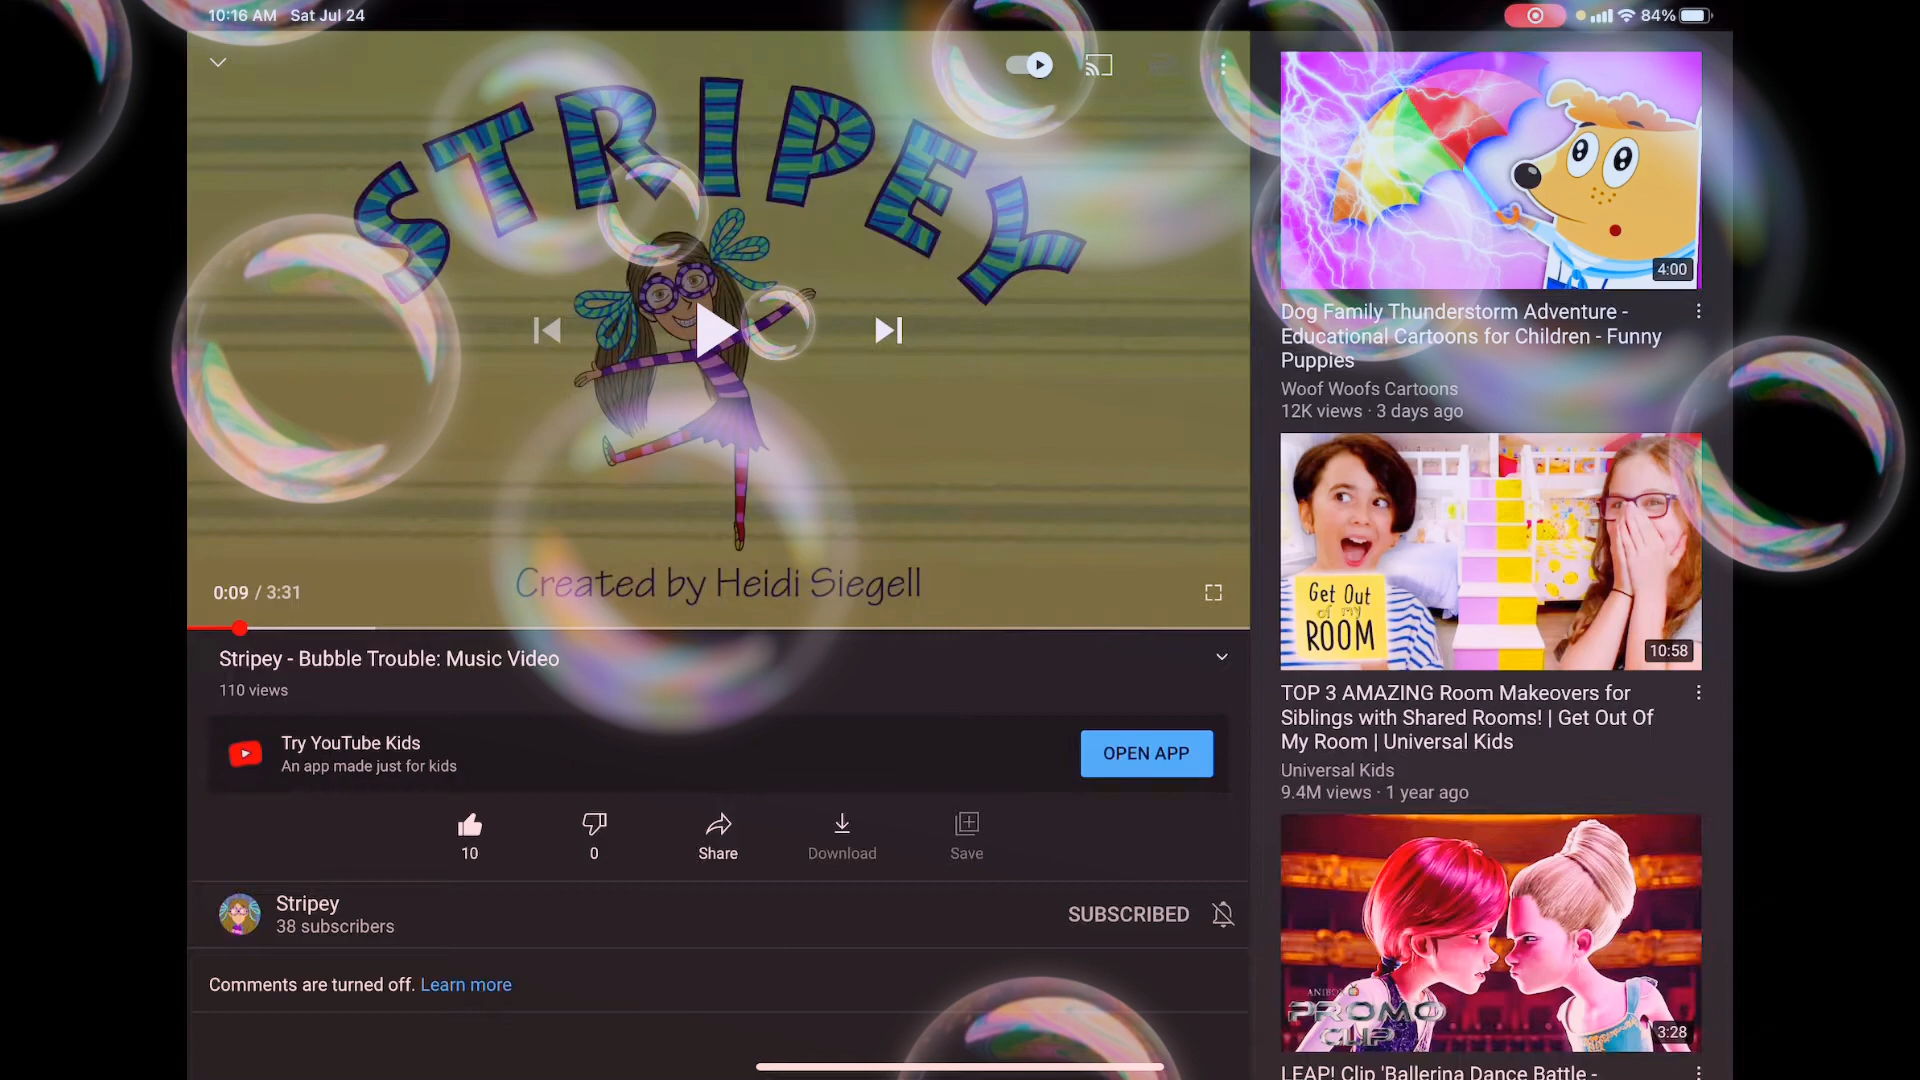 10:16 AM Sat Jul 24
84%
STRIPEY
Created by Heidi Siegell
0:09 / 3:31
Stripey - Bubble Trouble: Music Video
110 views
Try YouTube Kids
An app made just for kids
OPEN APP
10
0
Share
Download
Save
Stripey
38 subscribers
SUBSCRIBED
Comments are turned off. Learn more
4:00
Dog Family Thunderstorm Adventure -
Educational Cartoons for Children - Funny
Puppies
Woof Woofs Cartoons
12K views · 3 days ago
Get Out
of my
ROOM
10:58
TOP 3 AMAZING Room Makeovers for
Siblings with Shared Rooms! | Get Out Of
My Room | Universal Kids
Universal Kids
9.4M views · 1 year ago
PROMO
CLIP
3:28
LEAP! Clip 'Ballerina Dance Battle -